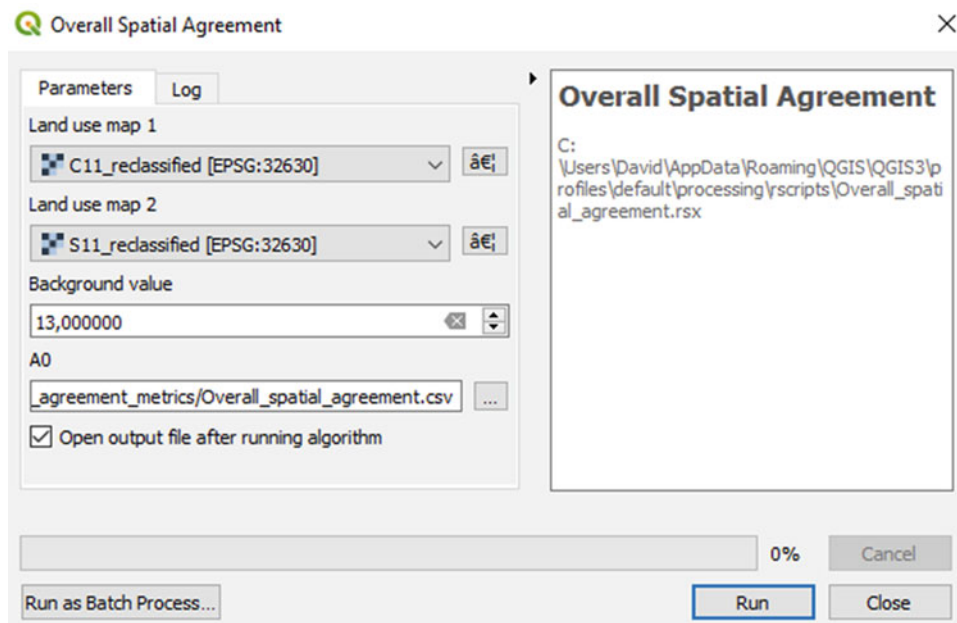 Overall Spatial Agreement
Parameters
Log
Land use map 1
C11_reclassified [EPSG:32630]
…
Land use map 2
S11_reclassified [EPSG:32630]
…
Background value
13,000000
A0
_agreement_metrics/Overall_spatial_agreement.csv
...
Open output file after running algorithm
Overall Spatial Agreement
C:
\Users\David\AppData\Roaming\QGIS\QGIS3\p
rofiles\default\processing\rscripts\Overall_spati
al_agreement.rsx
0%
Cancel
Run as Batch Process...
Run
Close